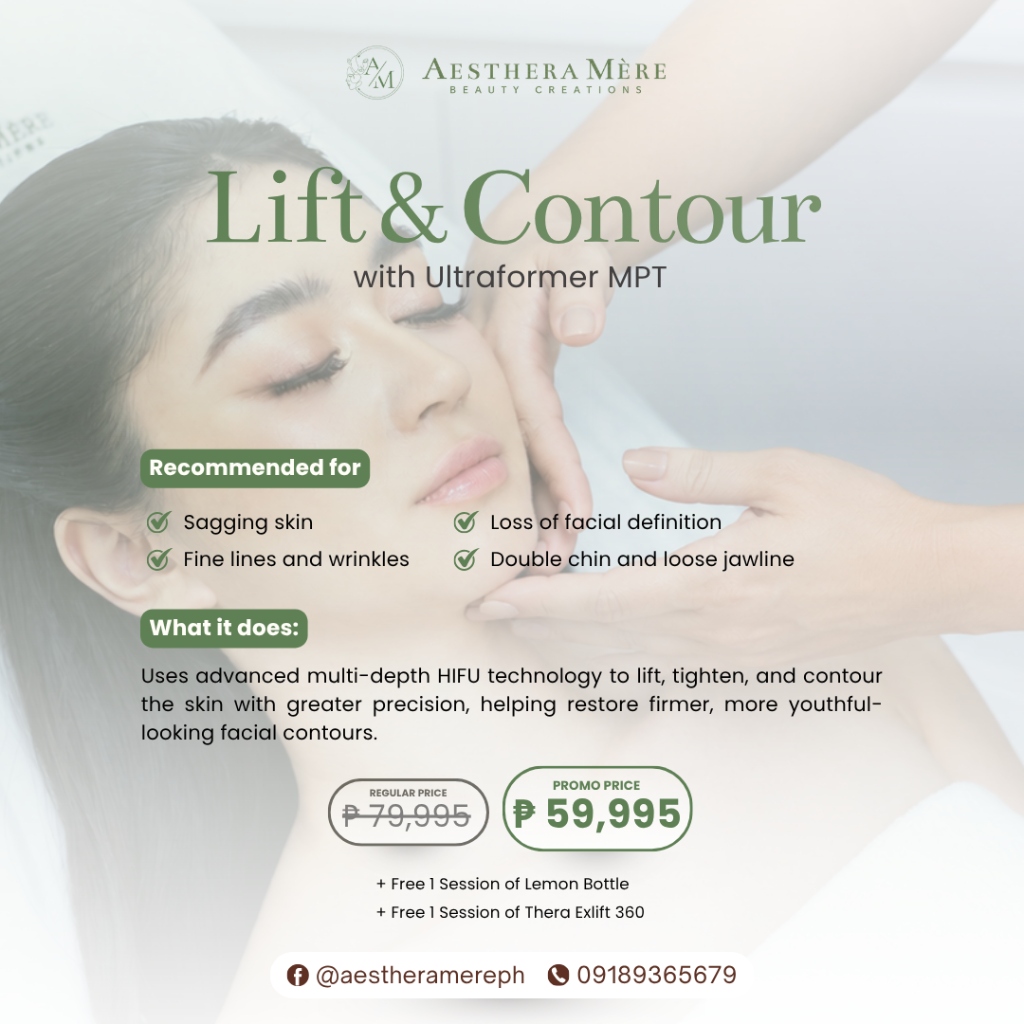 A/M
AESTHERA MÈRE
BEAUTY CREATIONS
Lift & Contour
with Ultraformer MPT
Recommended for
Sagging skin
Loss of facial definition
Fine lines and wrinkles
Double chin and loose jawline
What it does:
Uses advanced multi-depth HIFU technology to lift, tighten, and contour
the skin with greater precision, helping restore firmer, more youthful-
looking facial contours.
REGULAR PRICE
₱ 79,995
PROMO PRICE
₱ 59,995
+ Free 1 Session of Lemon Bottle
+ Free 1 Session of Thera Exlift 360
@aestheramereph
09189365679